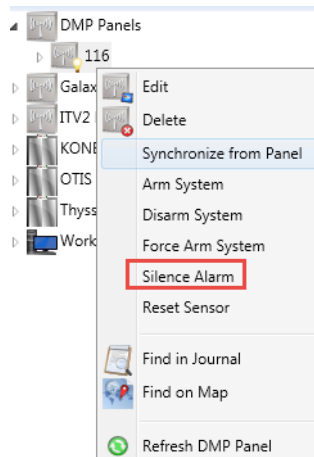 DMP Panels
116
Galax
Edit
ITV2
Delete
KONE
Synchronize from Panel
OTIS
Arm System
Thyss
Disarm System
Work
Force Arm System
Silence Alarm
Reset Sensor
Find in Journal
Find on Map
Refresh DMP Panel